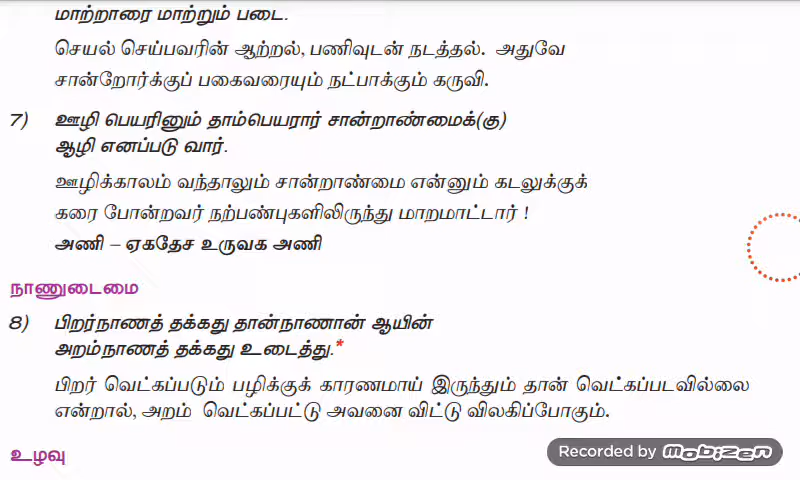 மாற்றாரை மாற்றும் படை.
செயல் செய்பவரின் ஆற்றல், பணிவுடன் நடத்தல். அதுவே
சான்றோர்க்குப் பகைவரையும் நட்பாக்கும் கருவி.
7) ஊழி பெயரினும் தாம்பெயரார் சான்றாண்மைக்(கு)
ஆழி எனப்படு வார்.
ஊழிக்காலம் வந்தாலும் சான்றாண்மை என்னும் கடலுக்குக்
கரை போன்றவர் நற்பண்புகளிலிருந்து மாறமாட்டார் !
அணி – ஏகதேச உருவக அணி
நாணுடைமை
8) பிறர்நாணத் தக்கது தான்நாணான் ஆயின்
அறம்நாணத் தக்கது உடைத்து.*
பிறர் வெட்கப்படும் பழிக்குக் காரணமாய் இருந்தும் தான் வெட்கப்படவில்லை
என்றால், அறம் வெட்கப்பட்டு அவனை விட்டு விலகிப்போகும்.
உழவு
Recorded by mobizen